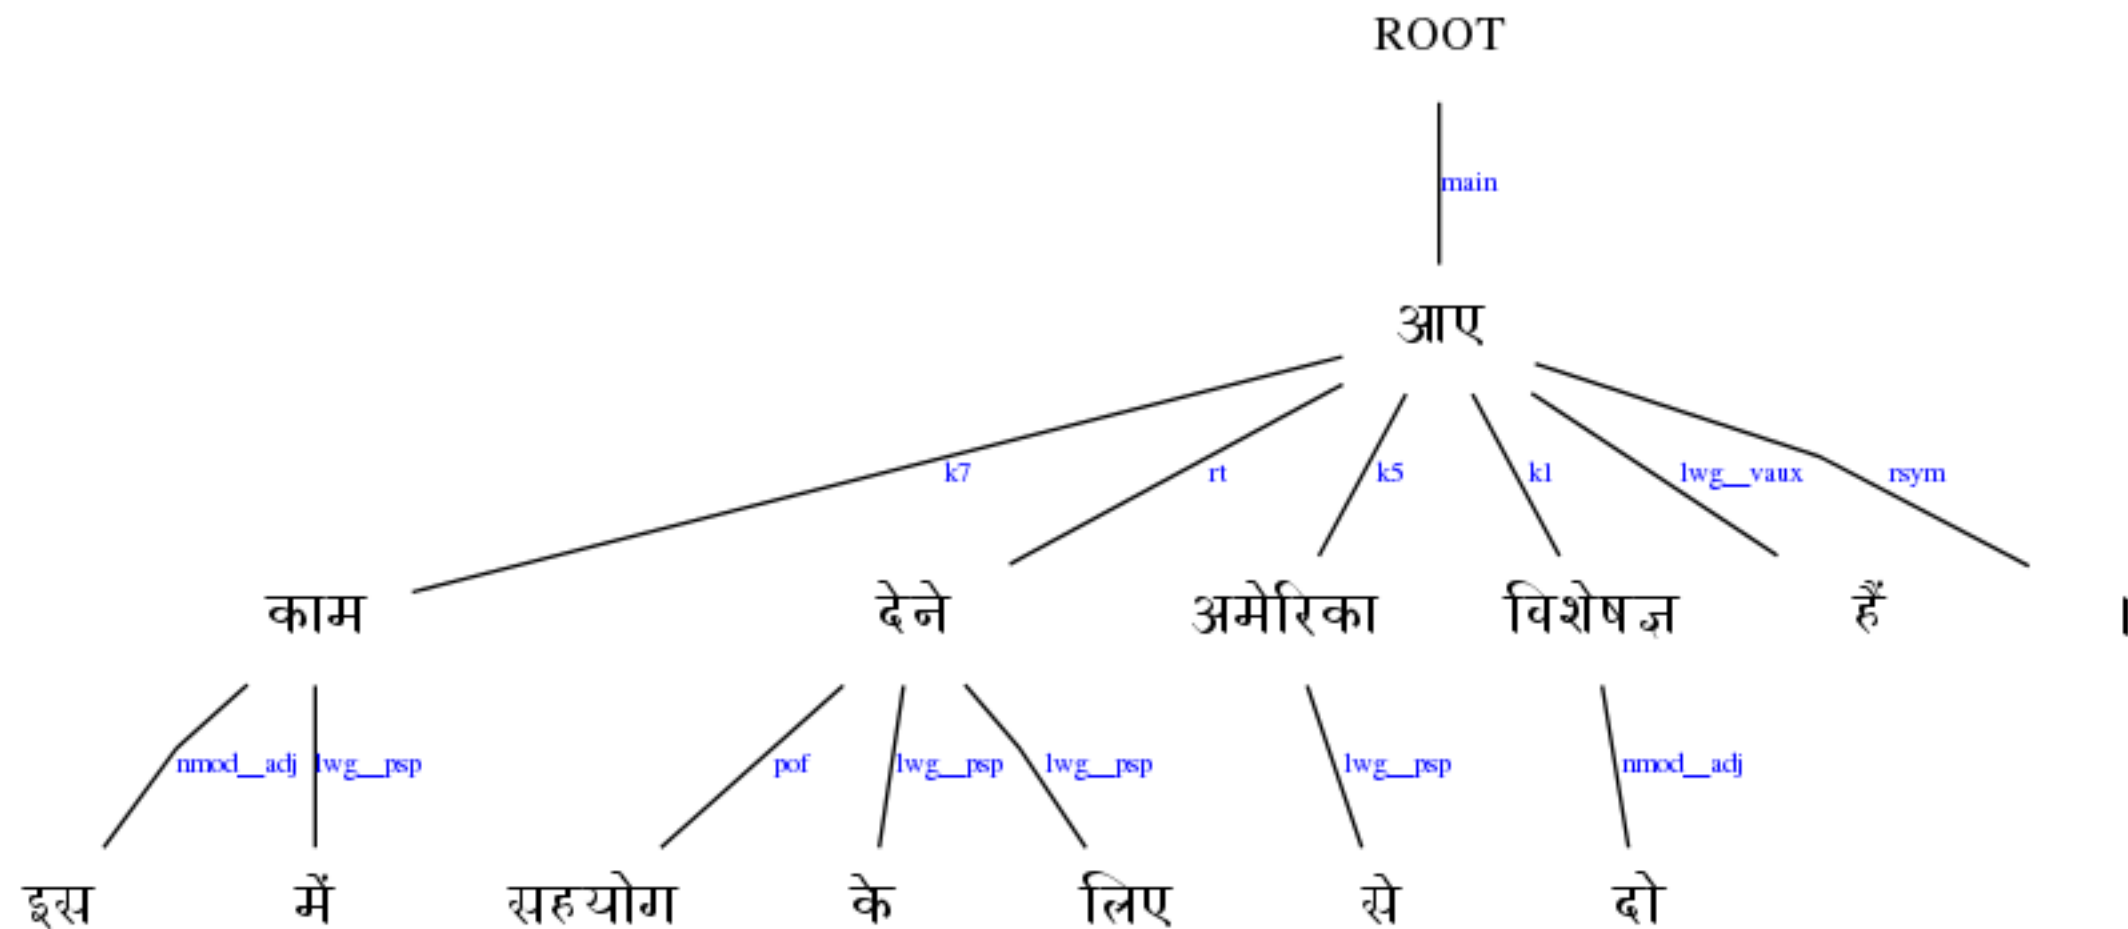 ROOT
main
आए
k7 rt k5 k1 lwg__vaux rsym
काम देने अमेरिका विशेषज्ञ हैं ।
nmod__adj lwg__psp pof lwg__psp lwg__psp lwg__psp nmod__adj
इस में सहयोग के लिए से दो